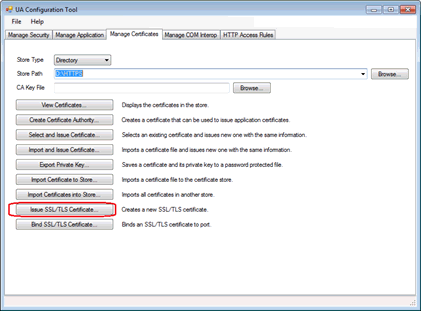 UA Configuration Tool
File Help
Manage Security Manage Application Manage Certificates Manage COM Interop HTTP Access Rules
Store Type Directory
Store Path D:\HTTPS Browse...
CA Key File Browse...
View Certificates... Displays the certificates in the store.
Create Certificate Authority... Creates a certificate that can be used to issue application certificates.
Select and Issue Certificate... Selects an existing certificate and issues new one with the same information.
Import and Issue Certificate... Imports a certificate file and issues new one with the same information.
Export Private Key... Saves a certificate and its private key to a password protected file.
Import Certificate to Store... Imports a certificate file to the certificate store.
Import Certificates into Store... Imports all certificates in another store.
Issue SSL/TLS Certificate... Creates a new SSL/TLS certificate.
Bind SSL/TLS Certificate... Binds an SSL/TLS certificate to port.